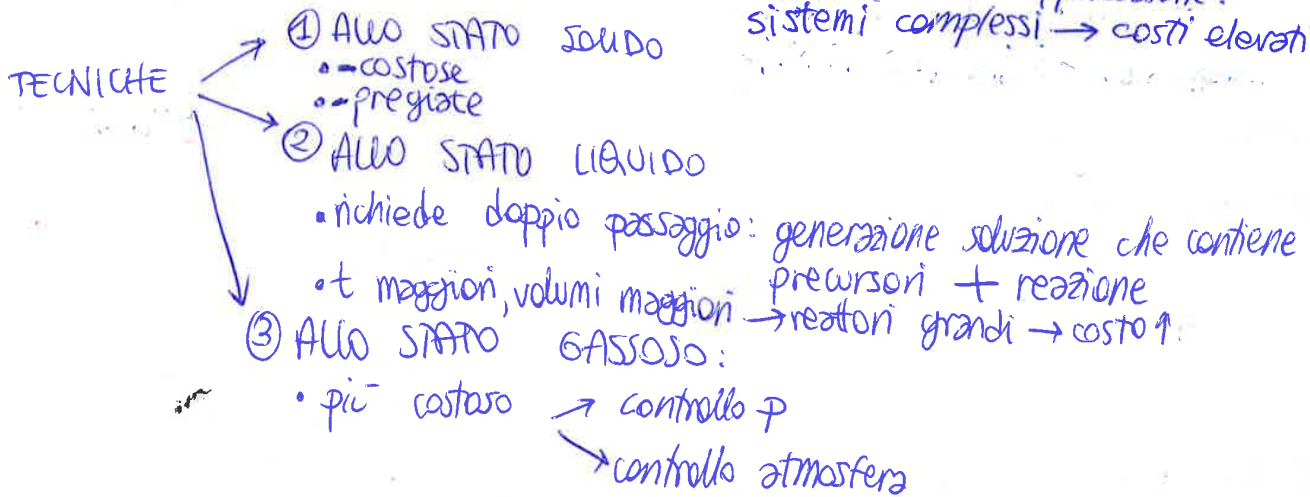 sistemi complessi → costi elevati
TECNICHE
① ALLO STATO SOLIDO
• -costose
• -pregiate
② ALLO STATO LIQUIDO
• richiede doppio passaggio: generazione soluzione che contiene
precursori + reazione
• t maggiori, volumi maggiori → reattori grandi → costo ↑.
③ ALLO STATO GASSOSO:
• più costoso → controllo P
→ controllo atmosfera